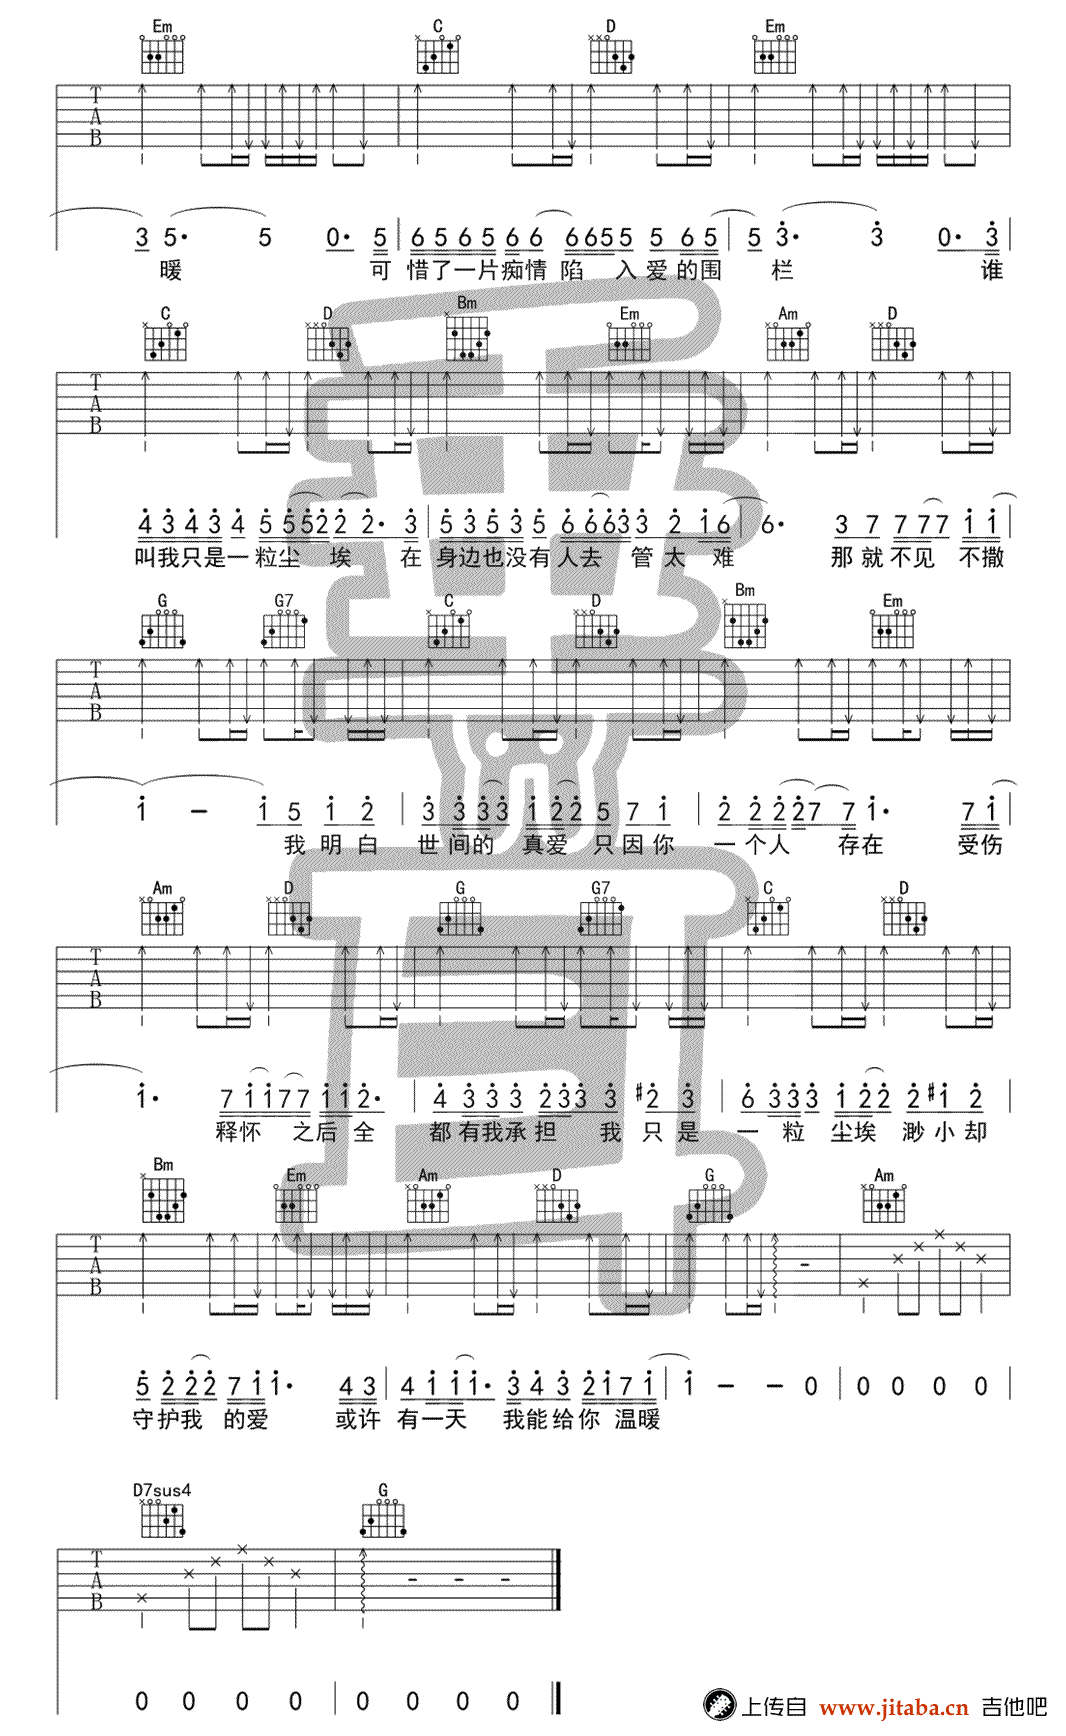 Em C D Em
T
A
B
3 5· 5 0· 5 | 6 5 6 5 6 6 6 6 5 5 5 6 5 | 5 3· 3 0· 3 |
暖 可 惜了一片痴情 陷 入 爱 的围 栏 谁
C D Bm Em Am D
T
A
B
4 3 4 3 4 5 5 5 2 2 2· 3 | 5 3 5 3 5 6 6 6 3 3 2 1 6 | 6· 3 7 7 7 7 1 1 |
叫我只是一粒尘 埃 在 身边也没有人去 管 太 难 那就不见 不撒
G G7 C D Bm Em
1 – 1 5 1 2 | 3 3 3 3 1 2 2 5 7 1 | 2 2 2 2 7 7 1· 7 1 |
我 明 白 世 间的 真爱 只因你 一个人 存在 受伤
Am D G G7 C D
T
A
B
1· 7 1 1 7 7 1 1 2· | 4 3 3 3 2 3 3 3 #2 3 | 6 3 3 3 1 2 2 2 #1 2 |
释怀 之后 全 都有我承担 我 只 是 一 粒 尘埃 渺小却
Bm Em Am D G Am
T
A
B
5 2 2 2 7 1 1· 4 3 | 4 1 1 1· 3 4 3 2 1 7 1 | 1 – – 0 | 0 0 0 0 |
守护我 的爱 或许 有一天 我能给你 温暖
D7sus4 G
T
A
B
0 0 0 0 | 0 0 0 0
上传自 www.jitaba.cn 吉他吧